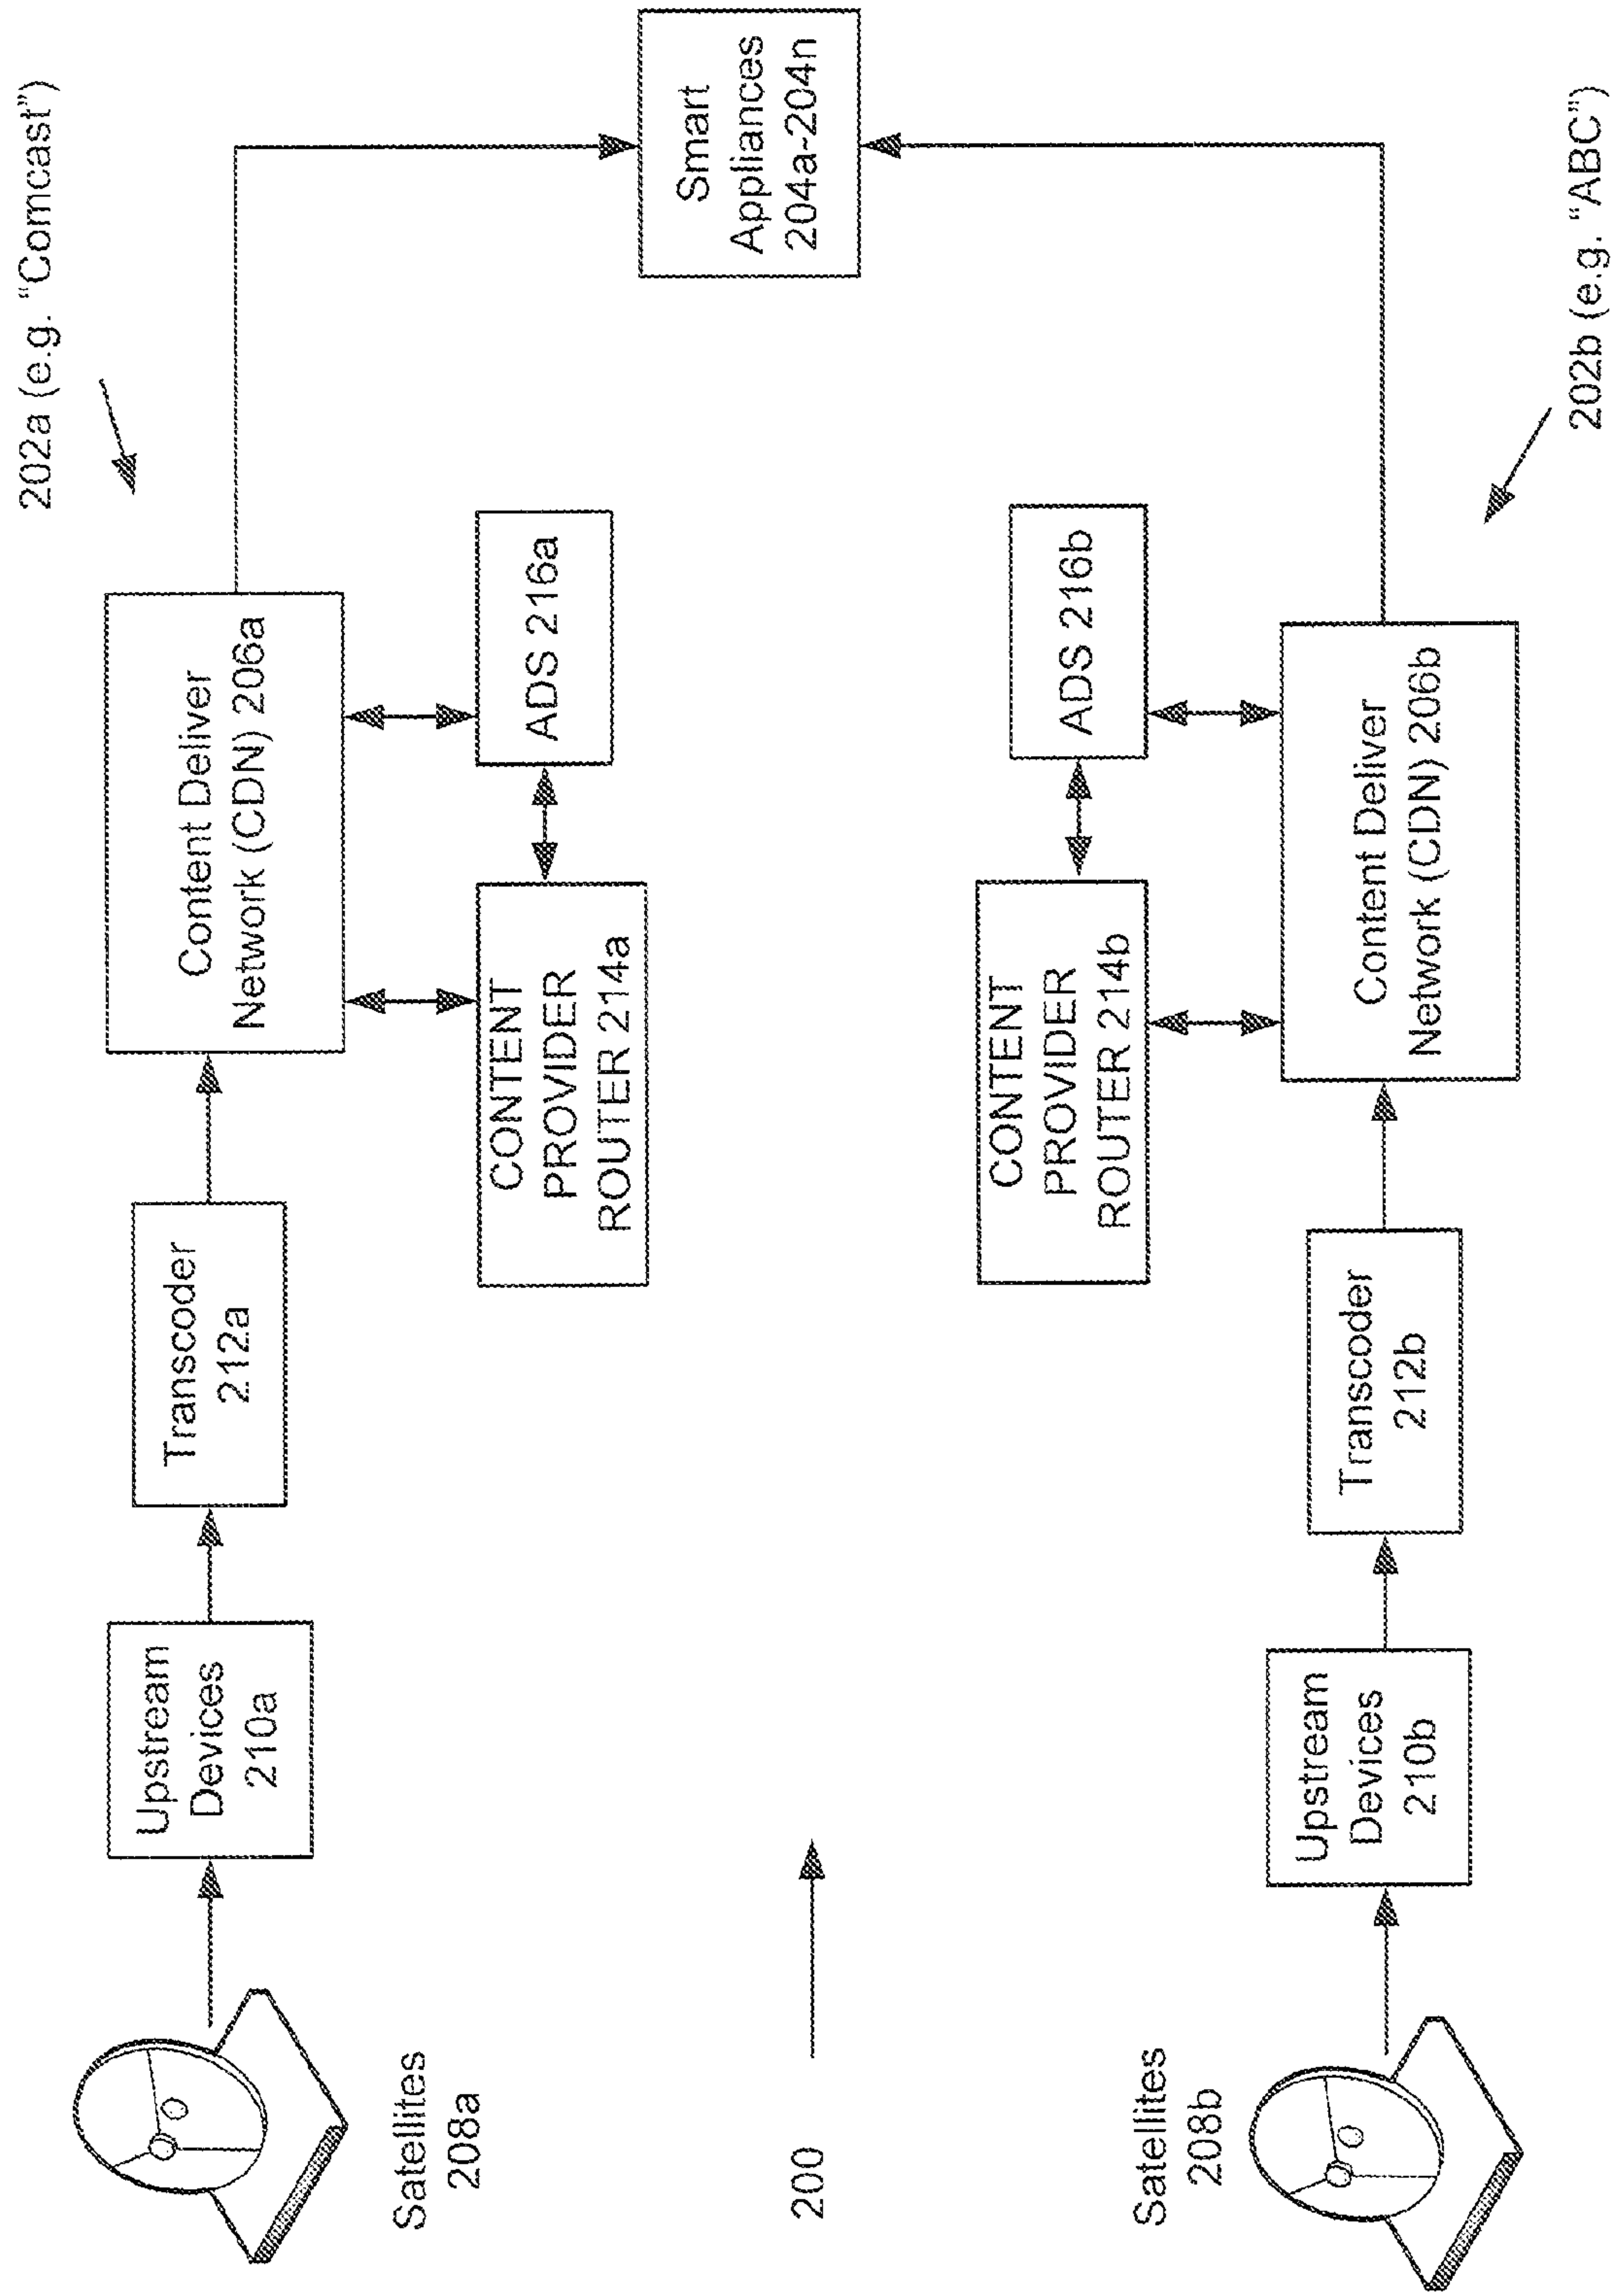 202a (e.g. “Comcast”)
Satellites
208a
Upstream
Devices
210a
Transcoder
212a
Content Deliver
Network (CDN) 206a
CONTENT
PROVIDER
ROUTER 214a
ADS 216a
Smart
Appliances
204a-204n
200
Satellites
208b
Upstream
Devices
210b
Transcoder
212b
CONTENT
PROVIDER
ROUTER 214b
ADS 216b
Content Deliver
Network (CDN) 206b
202b (e.g. “ABC”)